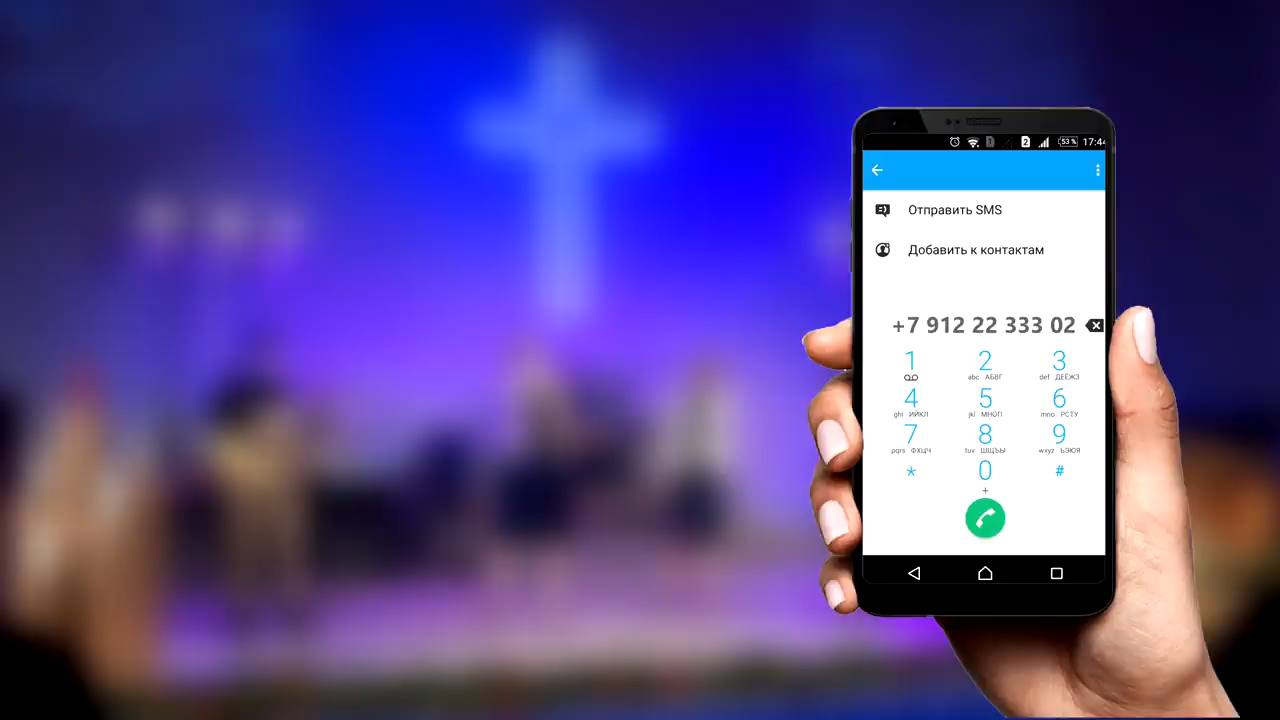 53 %
17:44
Отправить SMS
Добавить к контактам
+7 912 22 333 02
1 2 3
abc АБВГ def ДЕЁЖЗ
4 5 6
ghi ИЙКЛ jkl МНОП mno РСТУ
7 8 9
pqrs ФХЦЧ tuv ШЩЪЫ wxyz ЬЭЮЯ
* 0 #
+